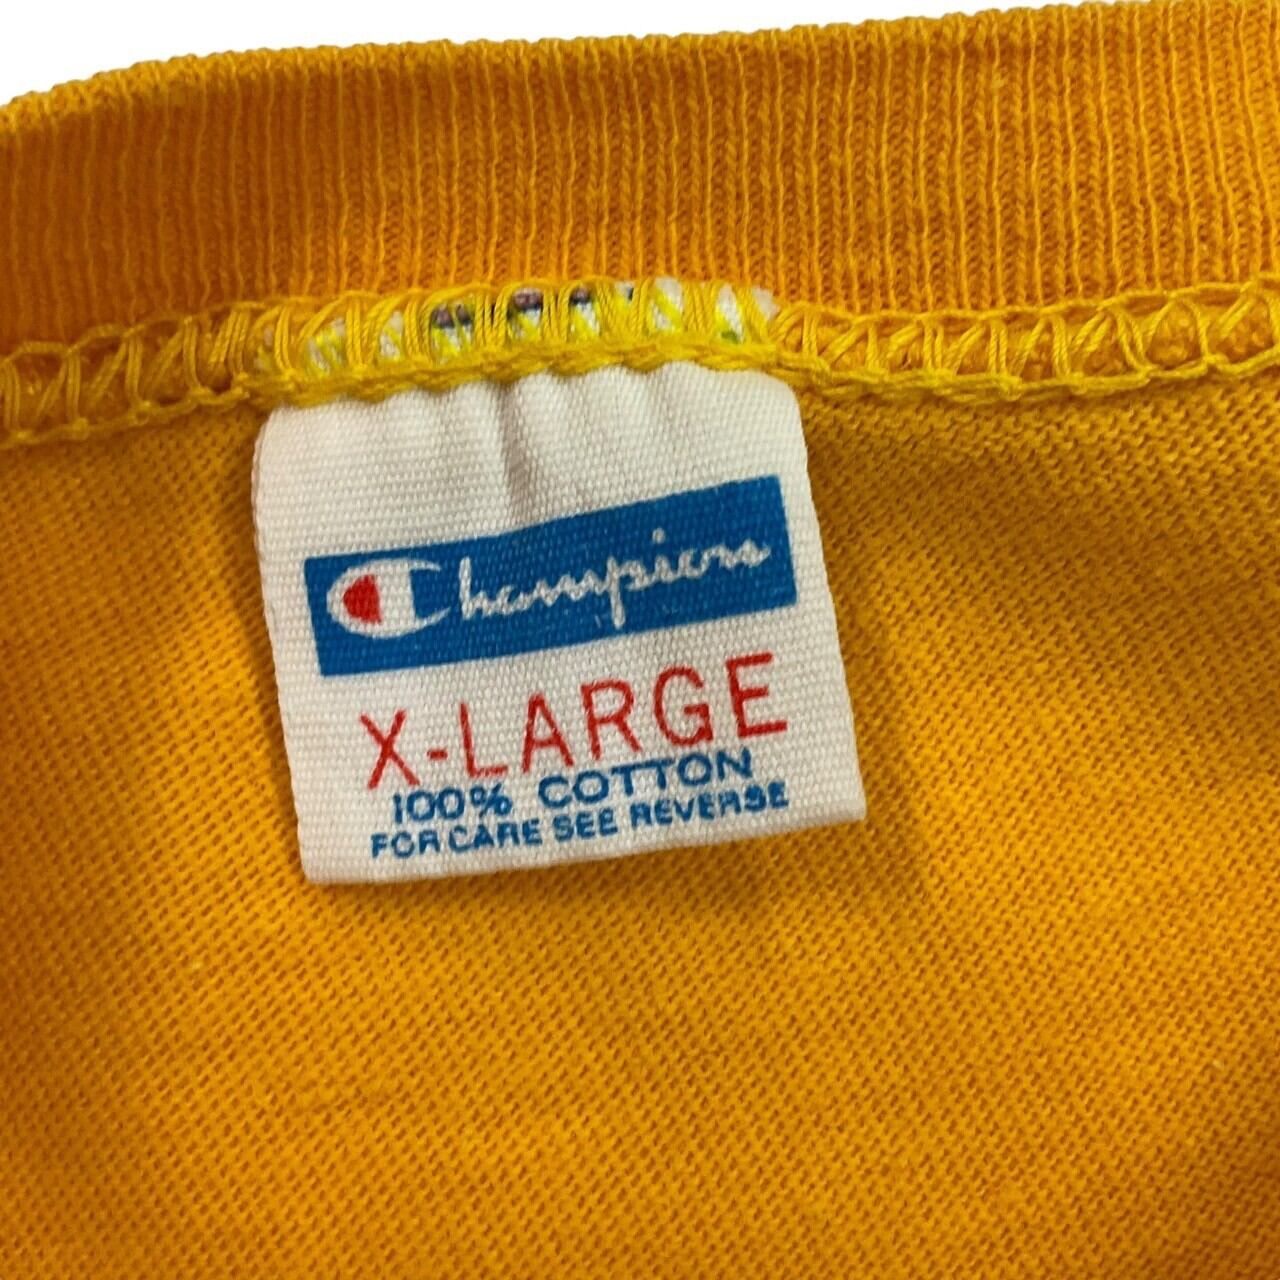 Champion
X-LARGE
100% COTTON
FOR CARE SEE REVERSE